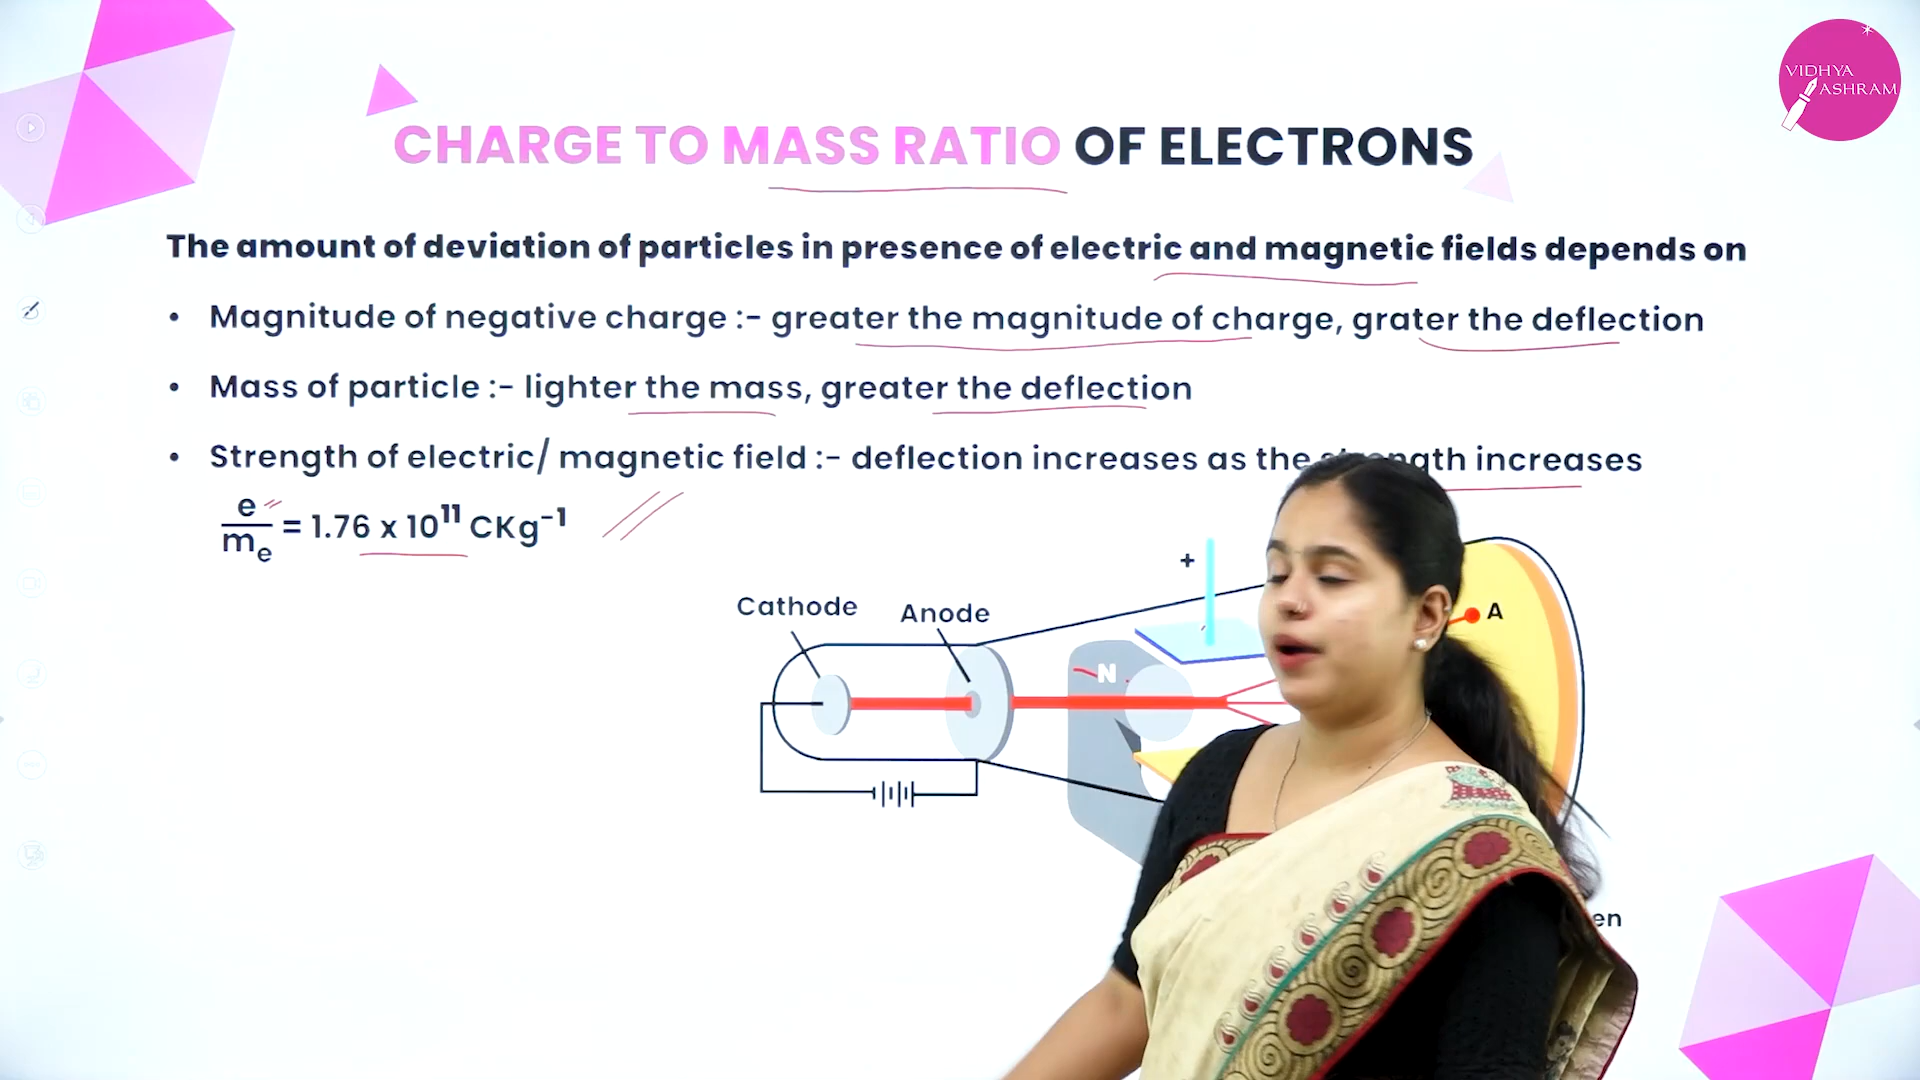 VIDHYA
ASHRAM
CHARGE TO MASS RATIO OF ELECTRONS
The amount of deviation of particles in presence of electric and magnetic fields depends on
• Magnitude of negative charge :- greater the magnitude of charge, grater the deflection
• Mass of particle :- lighter the mass, greater the deflection
• Strength of electric/ magnetic field :- deflection increases as the strength increases
e/mₑ = 1.76 x 10¹¹ CKg⁻¹
+
Cathode
Anode
A
N